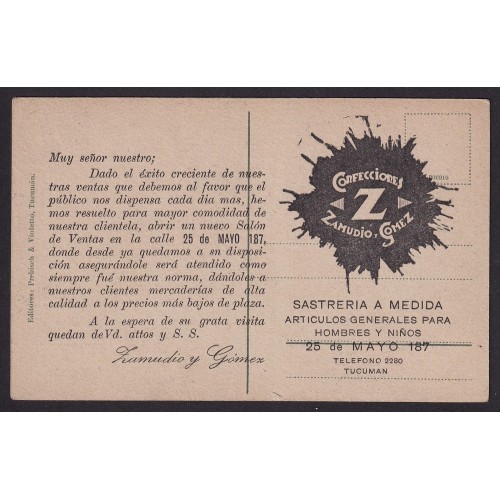 Editores: Prebisch & Violetto, Tucumán.
Muy señor nuestro;
Dado el éxito creciente de nues-
tras ventas que debemos al favor que el
público nos dispensa cada dia mas, he-
mos resuelto para mayor comodidad de
nuestra clientela, abrir un nuevo Salón
de Ventas en la calle 25 de MAYO 187,
donde desde ya quedamos a su disposi-
ción asegurándole será atendido como
siempre fué nuestra norma, dándoles a
nuestros clientes mercaderías de alta
calidad a los precios más bajos de plaza.
A la espera de su grata visita
quedan de Vd. attos y S. S.
Zamudio y Gómez
CONFECCIONES
Z
ZAMUDIO y GOMEZ
SASTRERIA A MEDIDA
ARTICULOS GENERALES PARA
HOMBRES Y NIÑOS
25 de MAYO 187
TELEFONO 2280
TUCUMAN